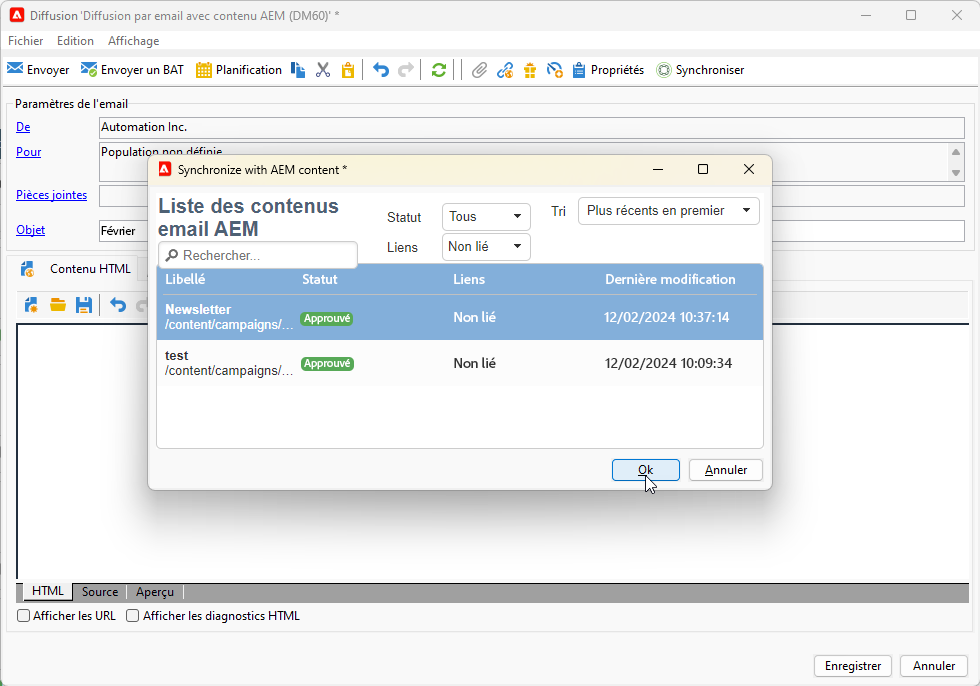 Diffusion 'Diffusion par email avec contenu AEM (DM60)' *
Fichier Edition Affichage
Envoyer Envoyer un BAT Planification Propriétés Synchroniser
Paramètres de l'email
De Automation Inc.
Pour Population non définie
Pièces jointes
Objet Février
Contenu HTML
Synchronize with AEM content *
Liste des contenus
email AEM
Statut Tous Tri Plus récents en premier
Liens Non lié
Rechercher...
Libellé Statut Liens Dernière modification
Newsletter
/content/campaigns/... Approuvé Non lié 12/02/2024 10:37:14
test
/content/campaigns/... Approuvé Non lié 12/02/2024 10:09:34
Ok Annuler
HTML Source Aperçu
Afficher les URL Afficher les diagnostics HTML
Enregistrer Annuler